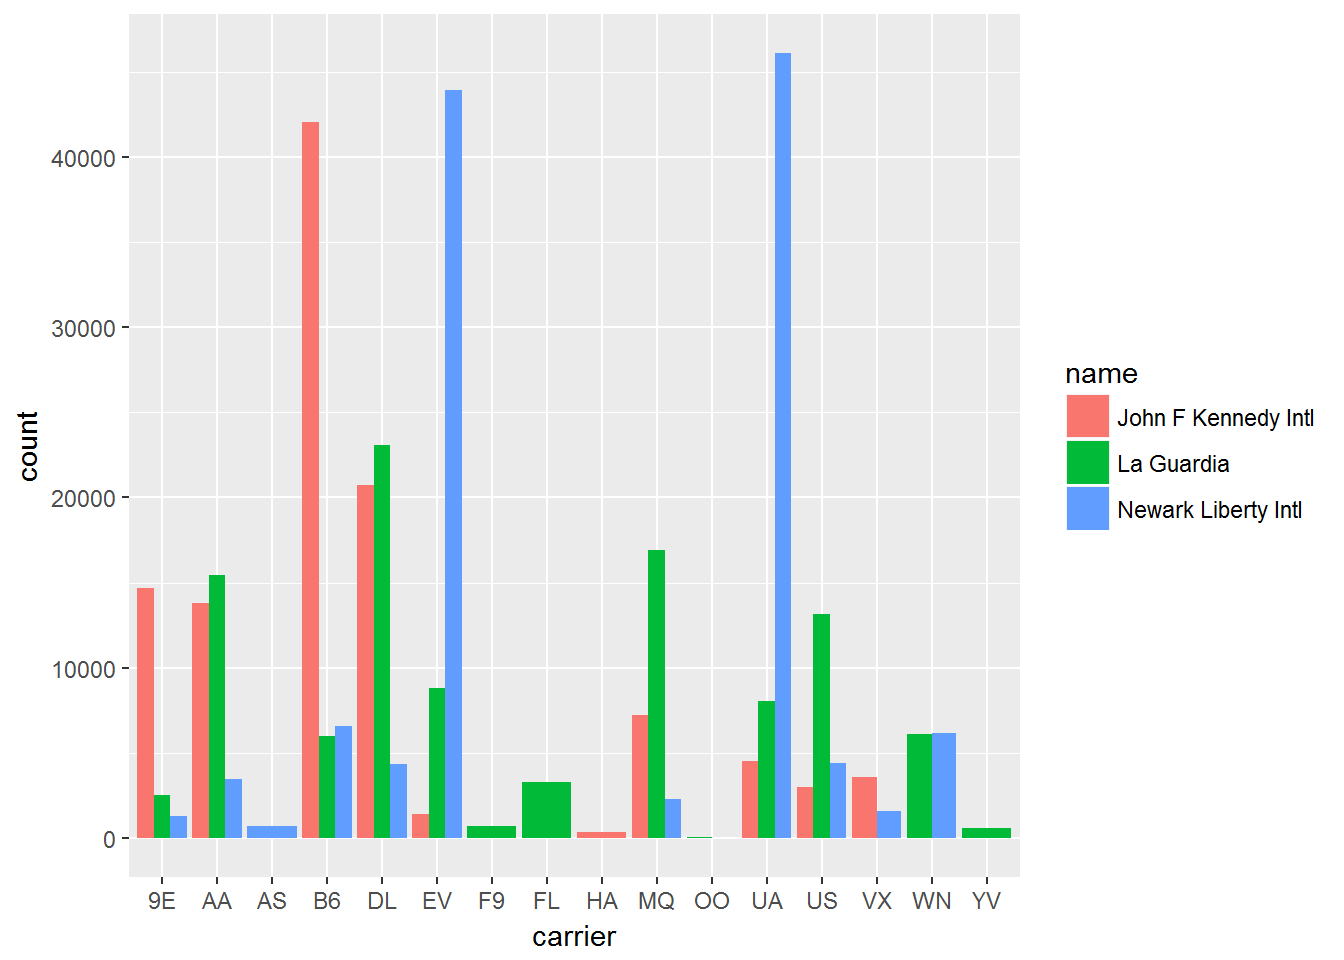 40000
30000
20000
10000
0
count
9E AA AS B6 DL EV F9 FL HA MQ OO UA US VX WN YV
carrier
name
John F Kennedy Intl
La Guardia
Newark Liberty Intl